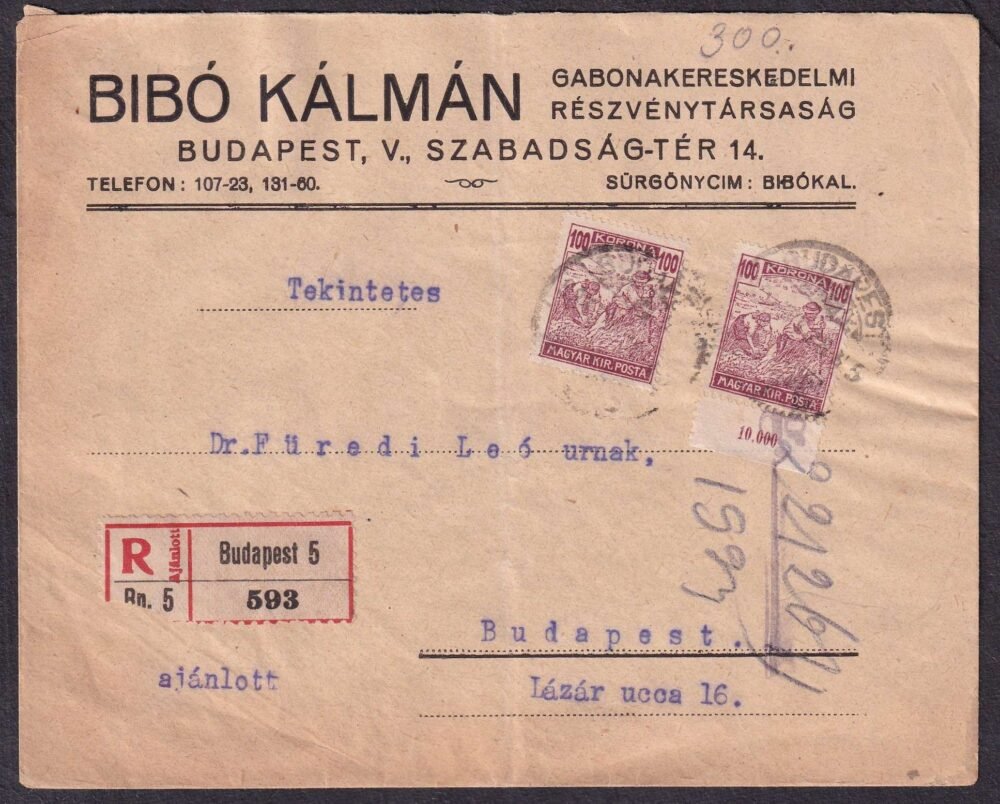 300.
BIBÓ KÁLMÁN
GABONAKERESKEDELMI
RÉSZVÉNYTÁRSASÁG
BUDAPEST, V., SZABADSÁG-TÉR 14.
TELEFON: 107-23, 131-60.
SÜRGÖNYCIM: BIBÓKAL.
100 KORONA 100
MAGYAR KIR. POSTA
100 KORONA 100
MAGYAR KIR. POSTA
10.000
BUDAPEST
Tekintetes
Dr. Füredi Leó urnak,
R Ajánlott
Budapest 5
Bp. 5
593
Budapest.
ajánlott
Lázár ucca 16.